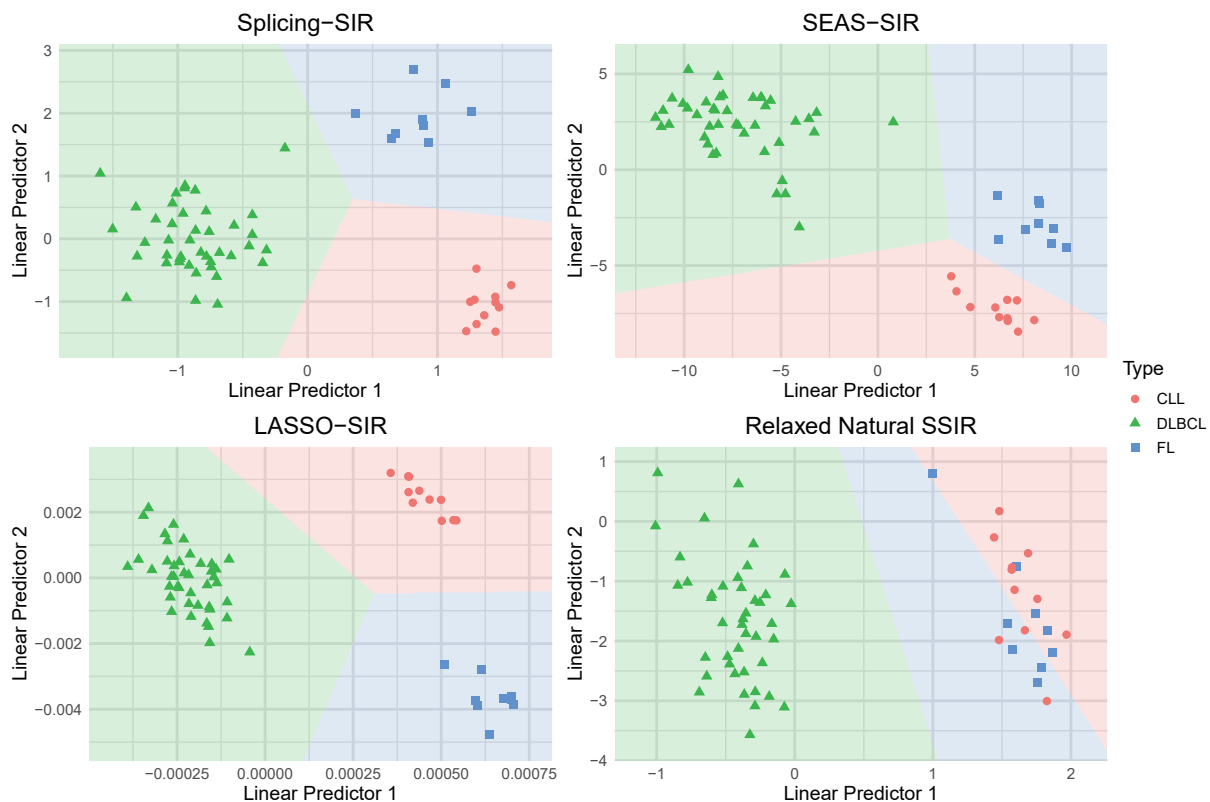 Splicing−SIR
3
2
1
0
−1
Linear Predictor 2
−1
0
1
Linear Predictor 1
SEAS−SIR
5
0
−5
Linear Predictor 2
−10
−5
0
5
10
Linear Predictor 1
LASSO−SIR
0.002
0.000
−0.002
−0.004
Linear Predictor 2
−0.00025
0.00000
0.00025
0.00050
0.00075
Linear Predictor 1
Relaxed Natural SSIR
1
0
−1
−2
−3
−4
Linear Predictor 2
−1
0
1
2
Linear Predictor 1
Type
CLL
DLBCL
FL